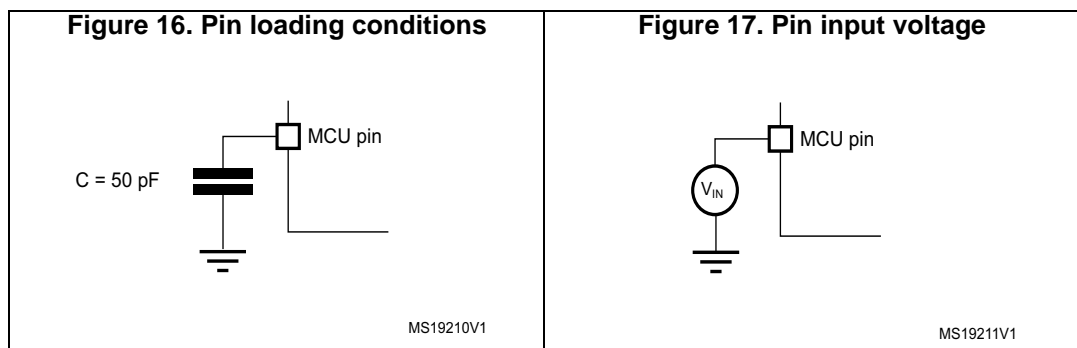 Figure 16. Pin loading conditions
MCU pin
C = 50 pF
MS19210V1
Figure 17. Pin input voltage
MCU pin
VIN
MS19211V1